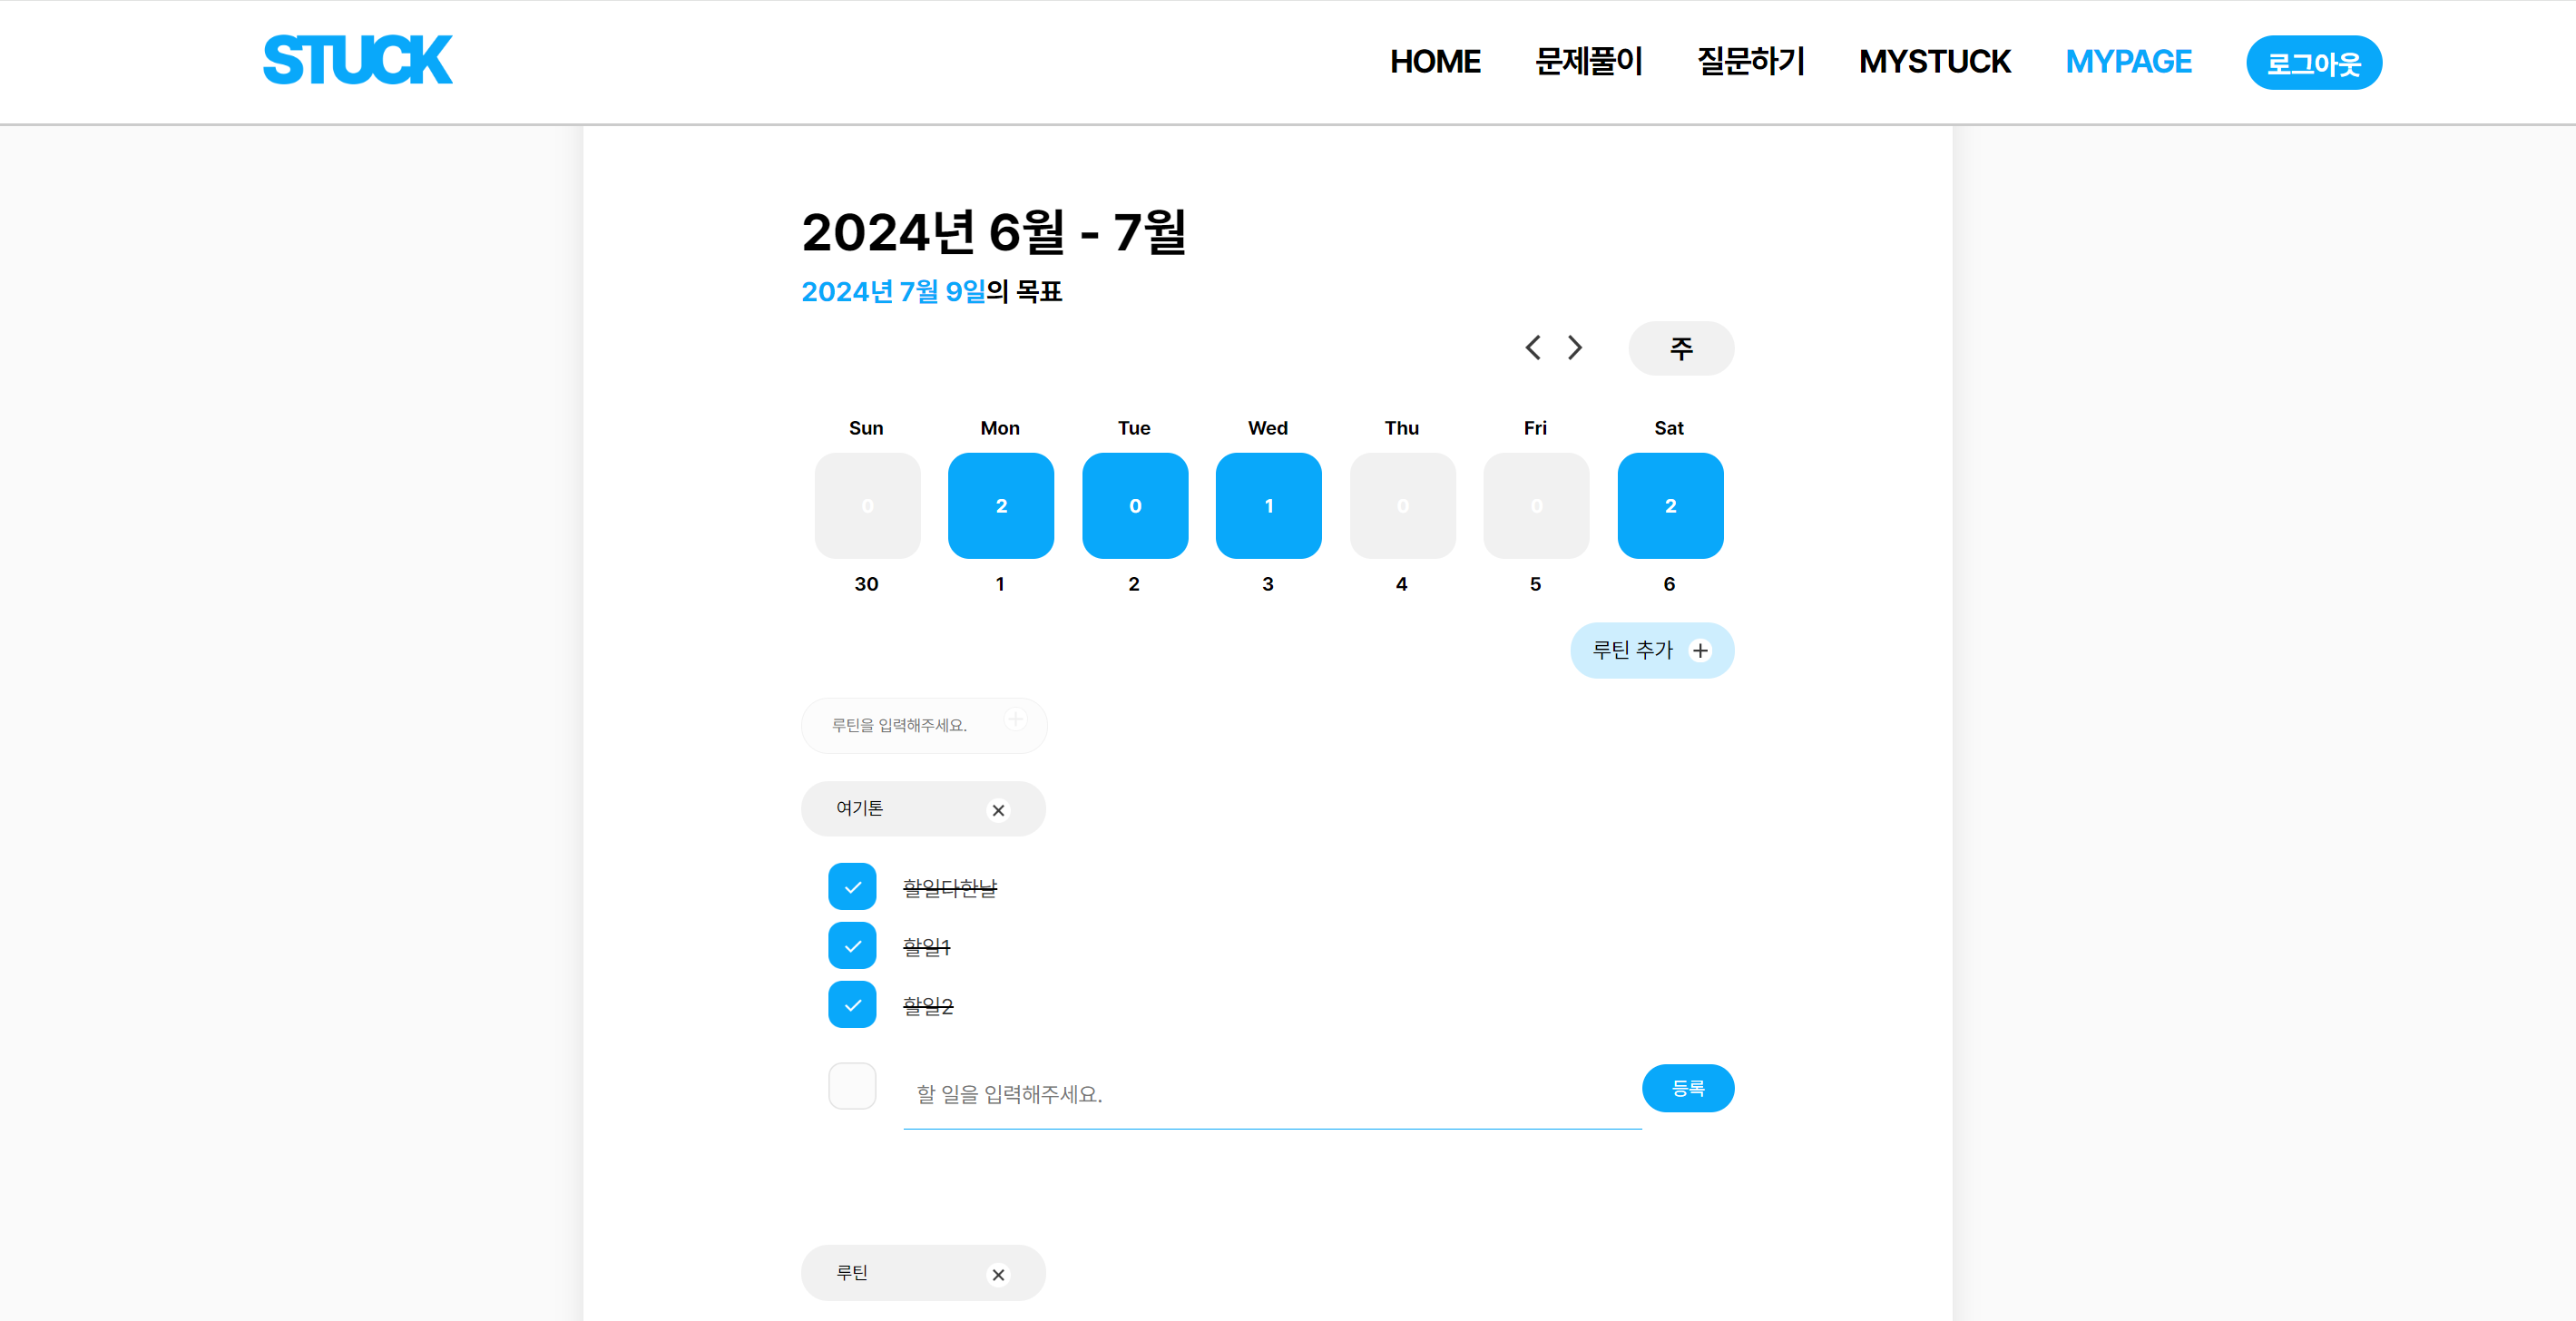 STUCK
HOME 문제풀이 질문하기 MYSTUCK MYPAGE 로그아웃
2024년 6월 - 7월
2024년 7월 9일의 목표
주
Sun Mon Tue Wed Thu Fri Sat
0 2 0 1 0 0 2
30 1 2 3 4 5 6
루틴 추가
루틴을 입력해주세요.
여기톤
할일다한날
할일1
할일2
할 일을 입력해주세요. 등록
루틴